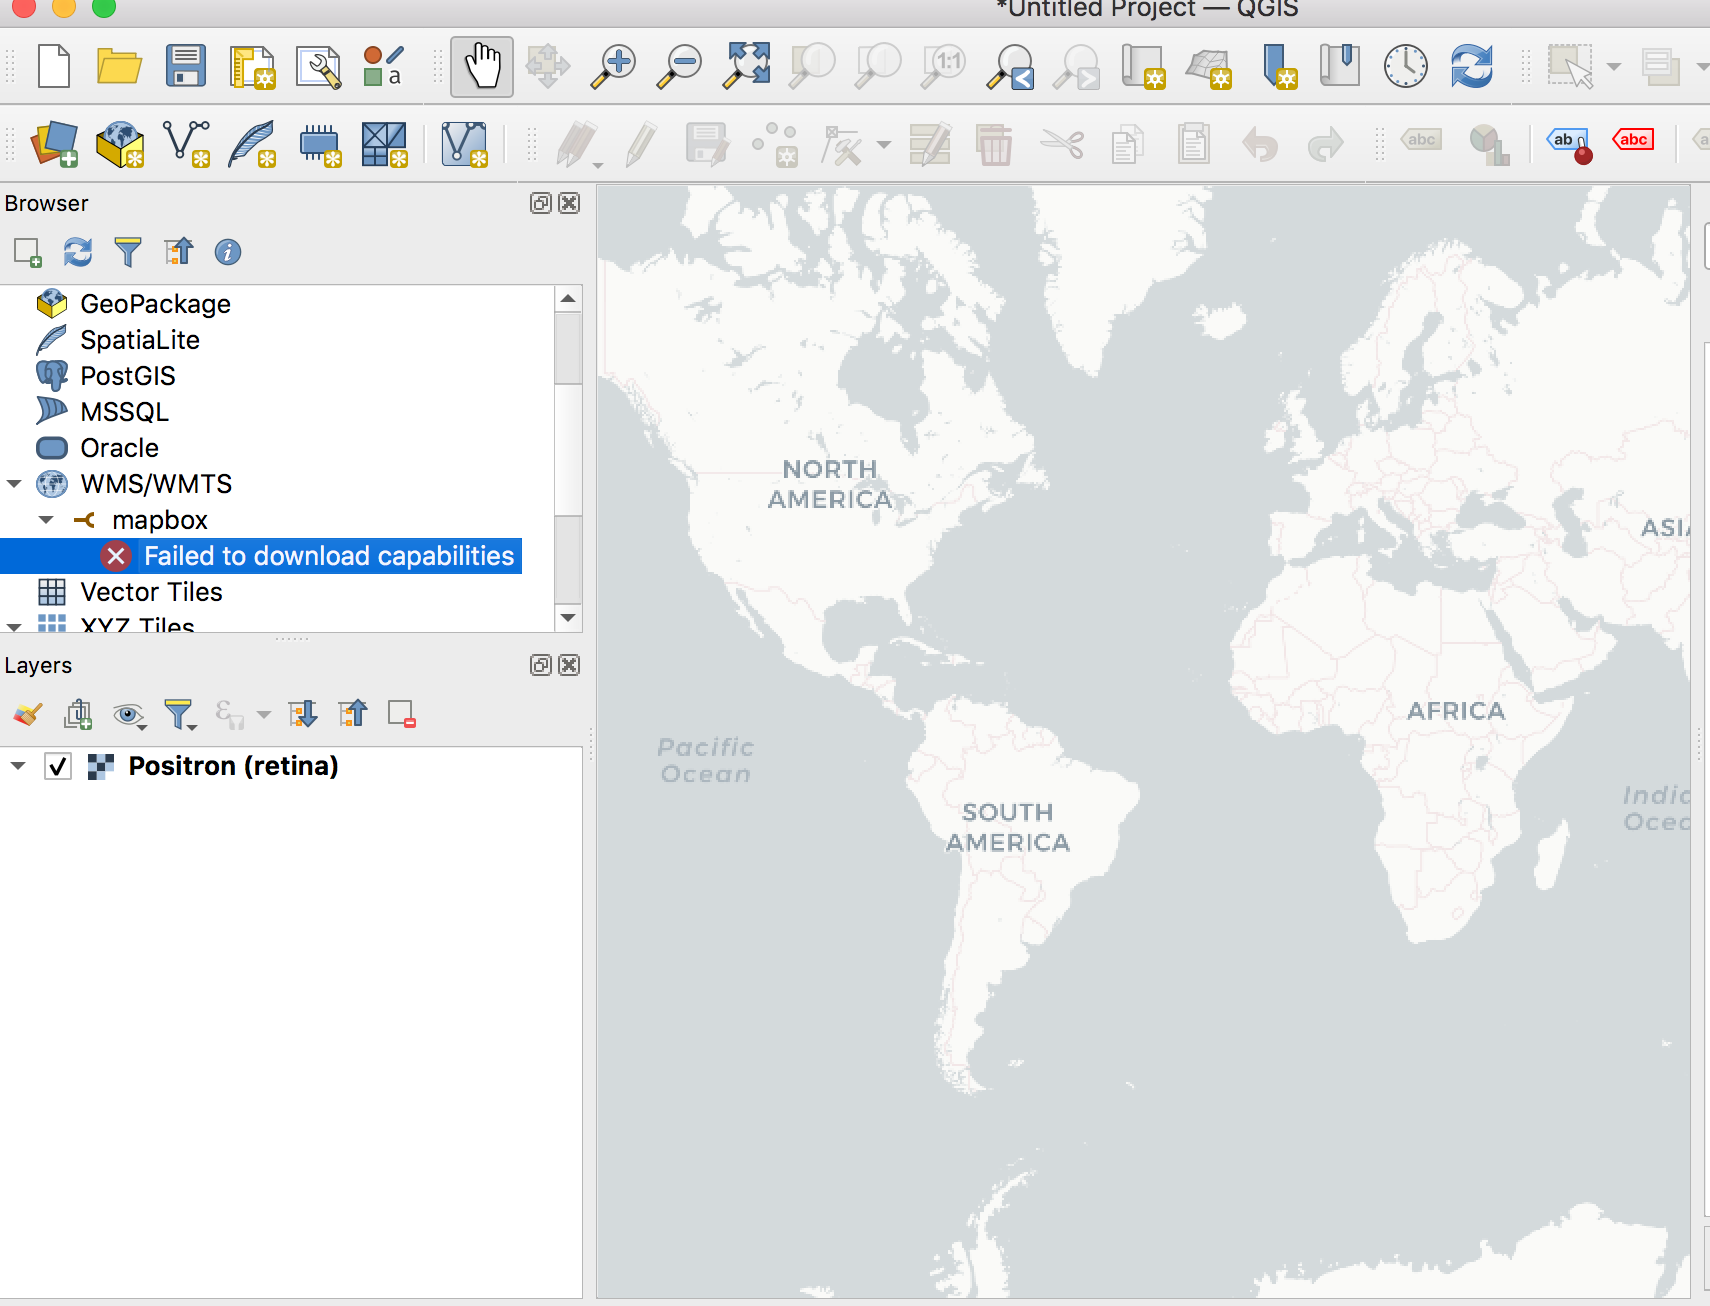 *Untitled Project — QGIS
a
1:1
abc
ab
abc
Browser
GeoPackage
SpatiaLite
PostGIS
MSSQL
Oracle
WMS/WMTS
mapbox
Failed to download capabilities
Vector Tiles
XYZ Tiles
Layers
Positron (retina)
NORTH
AMERICA
Pacific
Ocean
SOUTH
AMERICA
AFRICA
ASI
Indi
Ocea